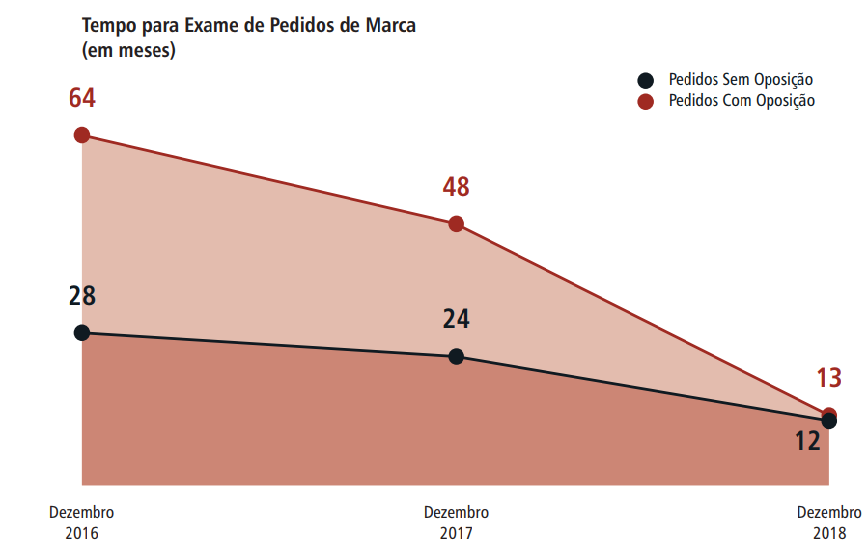 Tempo para Exame de Pedidos de Marca
(em meses)
Pedidos Sem Oposição
Pedidos Com Oposição
64
48
28
24
13
12
Dezembro
2016
Dezembro
2017
Dezembro
2018